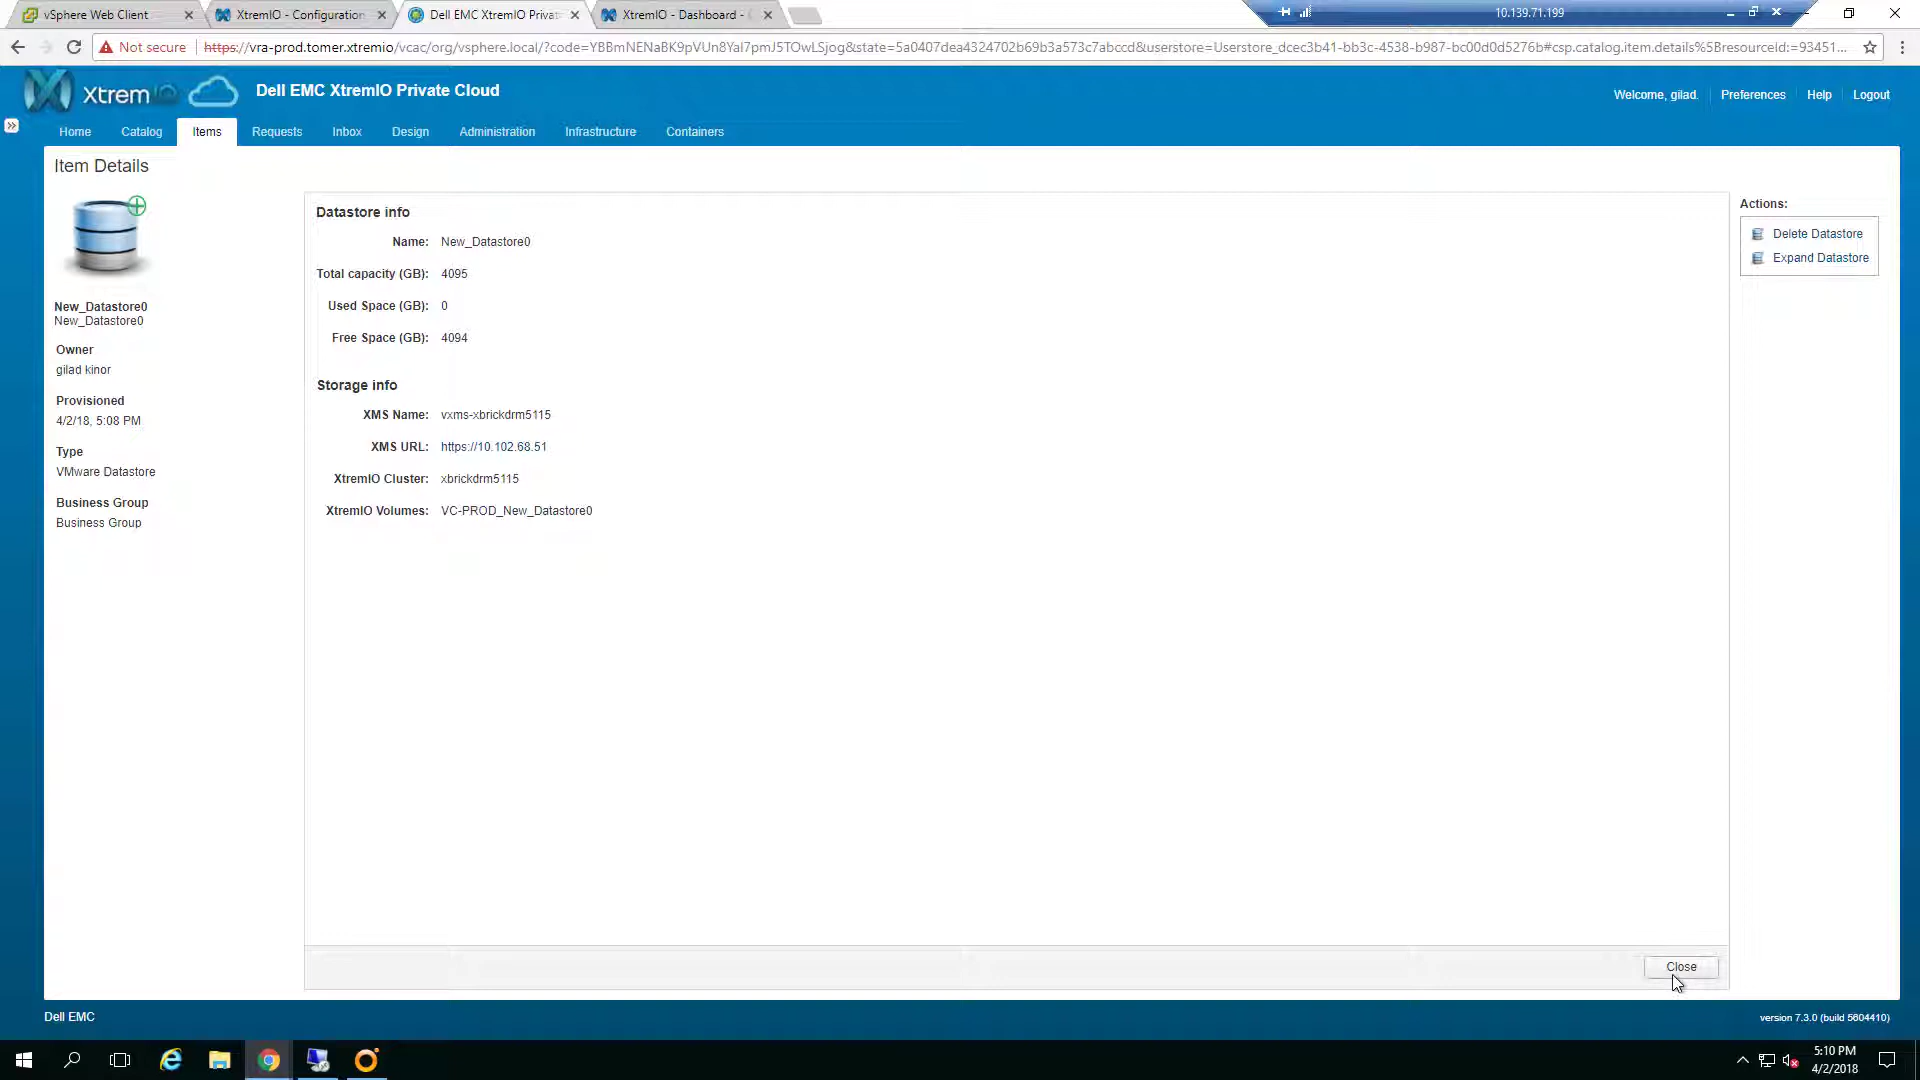 vSphere Web Client
XtremIO - Configuration
Dell EMC XtremIO Privat
XtremIO - Dashboard -
10.139.71.199
Not secure
https://vra-prod.tomer.xtremio/vcac/org/vsphere.local/?code=YBBmNENaBK9pVUn8YaI7pmJ5TOwLSjog&state=5a0407dea4324702b69b3a573c7abccd&userstore=Userstore_dcec3b41-bb3c-4538-b987-bc00d0d5276b#csp.catalog.item.details%5BresourceId:=93451...
XtremIO
Dell EMC XtremIO Private Cloud
Welcome, gilad.
Preferences
Help
Logout
Home
Catalog
Items
Requests
Inbox
Design
Administration
Infrastructure
Containers
Item Details
New_Datastore0
New_Datastore0
Owner
gilad kinor
Provisioned
4/2/18, 5:08 PM
Type
VMware Datastore
Business Group
Business Group
Datastore info
Name: New_Datastore0
Total capacity (GB): 4095
Used Space (GB): 0
Free Space (GB): 4094
Storage info
XMS Name: vxms-xbrickdrm5115
XMS URL: https://10.102.68.51
XtremIO Cluster: xbrickdrm5115
XtremIO Volumes: VC-PROD_New_Datastore0
Actions:
Delete Datastore
Expand Datastore
Close
Dell EMC
version 7.3.0 (build 5604410)
5:10 PM
4/2/2018